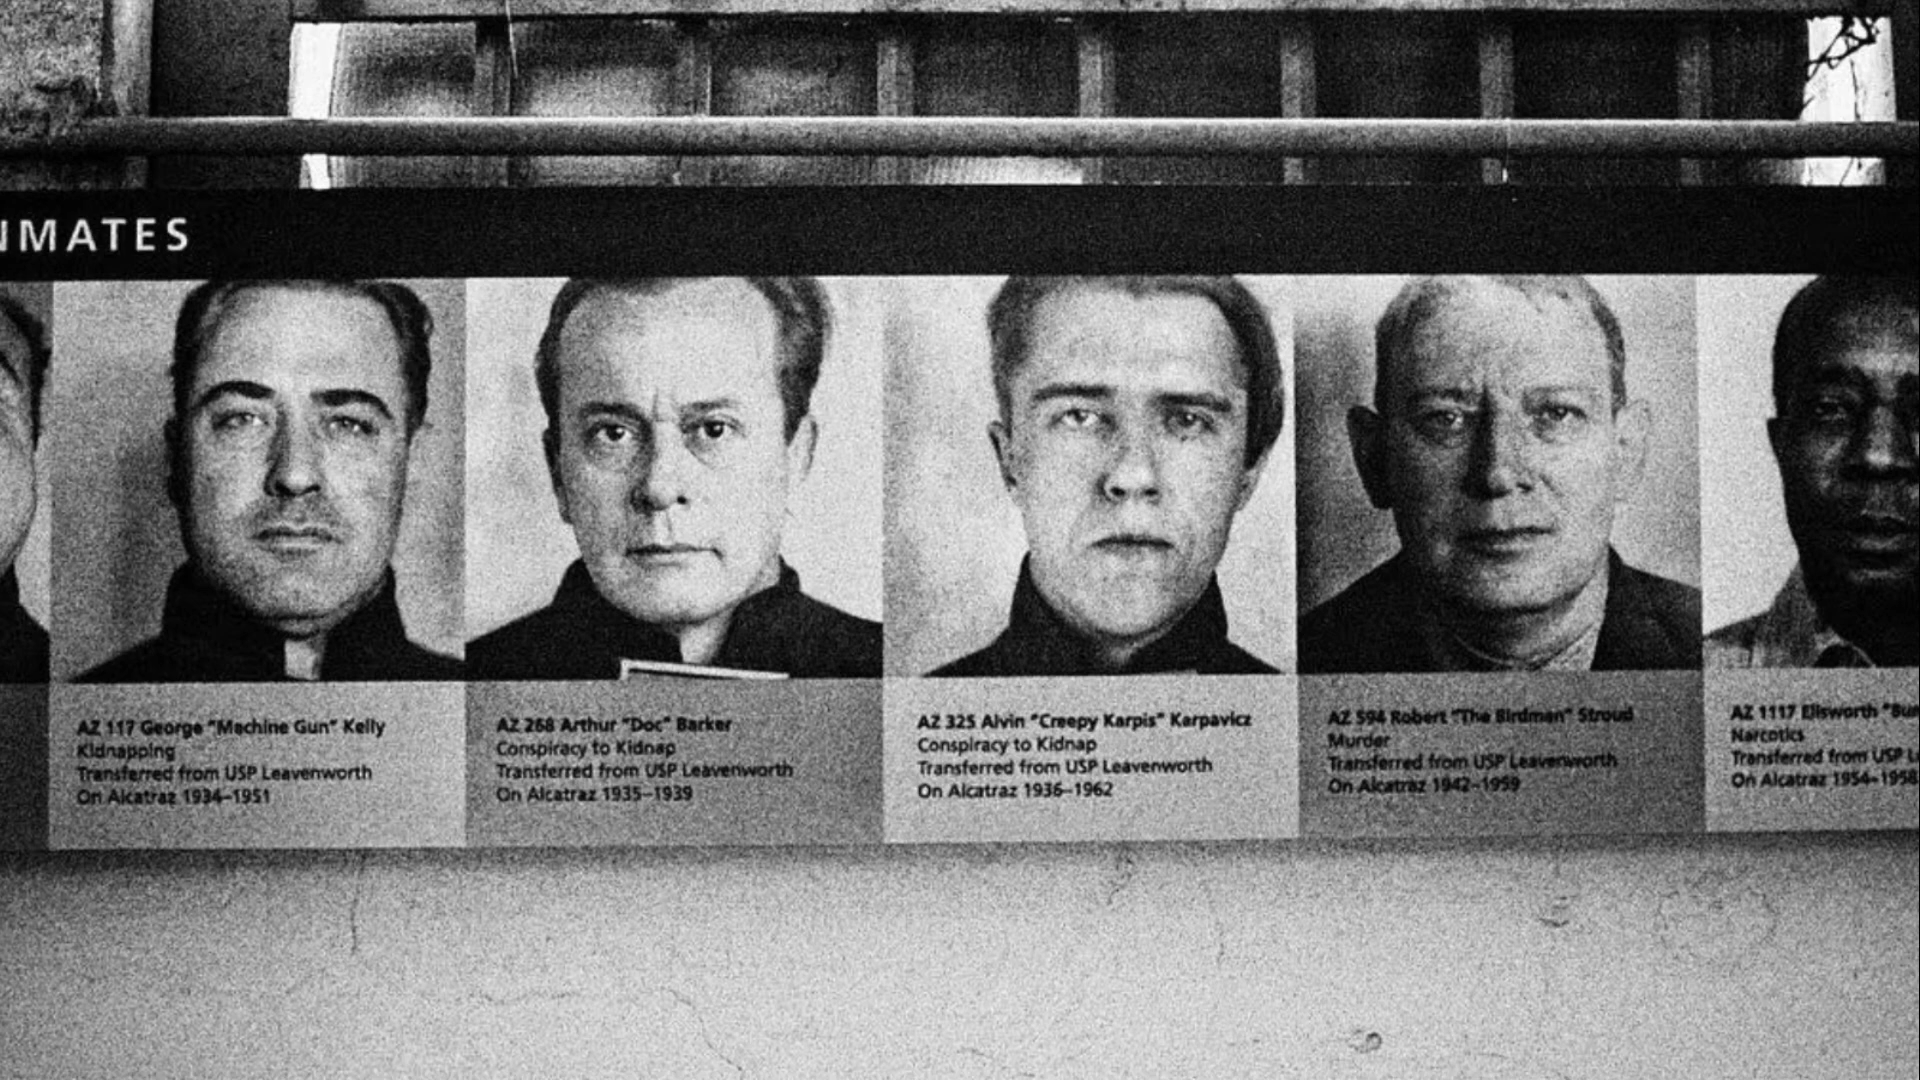 NMATES
AZ 117 George "Machine Gun" Kelly
Kidnapping
Transferred from USP Leavenworth
On Alcatraz 1934–1951
AZ 268 Arthur "Doc" Barker
Conspiracy to Kidnap
Transferred from USP Leavenworth
On Alcatraz 1935–1939
AZ 325 Alvin "Creepy Karpis" Karpavicz
Conspiracy to Kidnap
Transferred from USP Leavenworth
On Alcatraz 1936–1962
AZ 594 Robert "The Birdman" Stroud
Murder
Transferred from USP Leavenworth
On Alcatraz 1942–1959
AZ 1117 Ellsworth
Narcotics
Transferred from USP
On Alcatraz 1954–1958